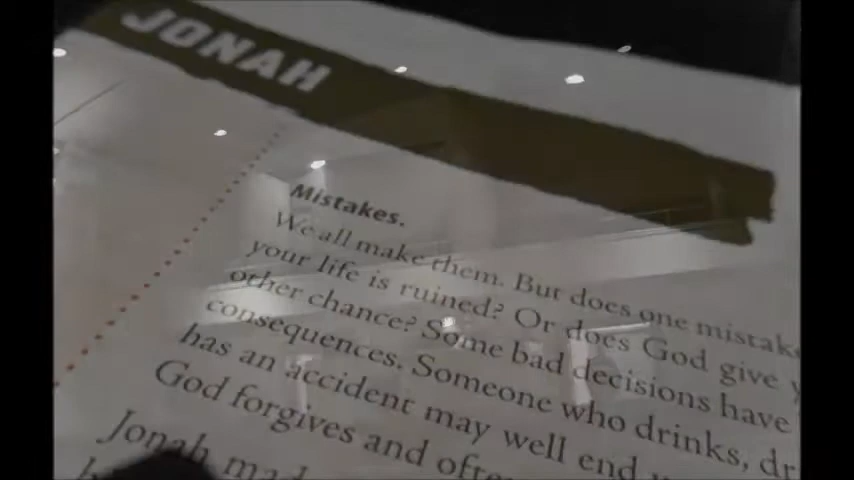 JONAH
Mistakes.
We all make them. But does one mistake
your life is ruined? Or does God give
other chance? Some bad decisions have
consequences. Someone who drinks,
has an accident may well end
God forgives and
Jonah